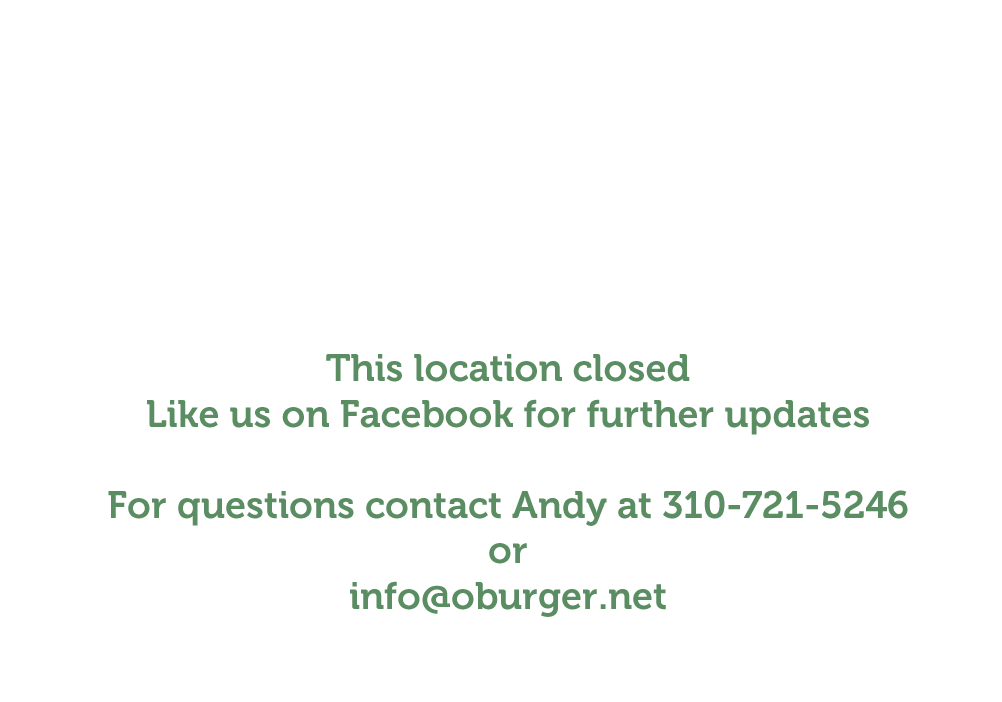 This location closed
Like us on Facebook for further updates
For questions contact Andy at 310-721-5246
or
info@oburger.net